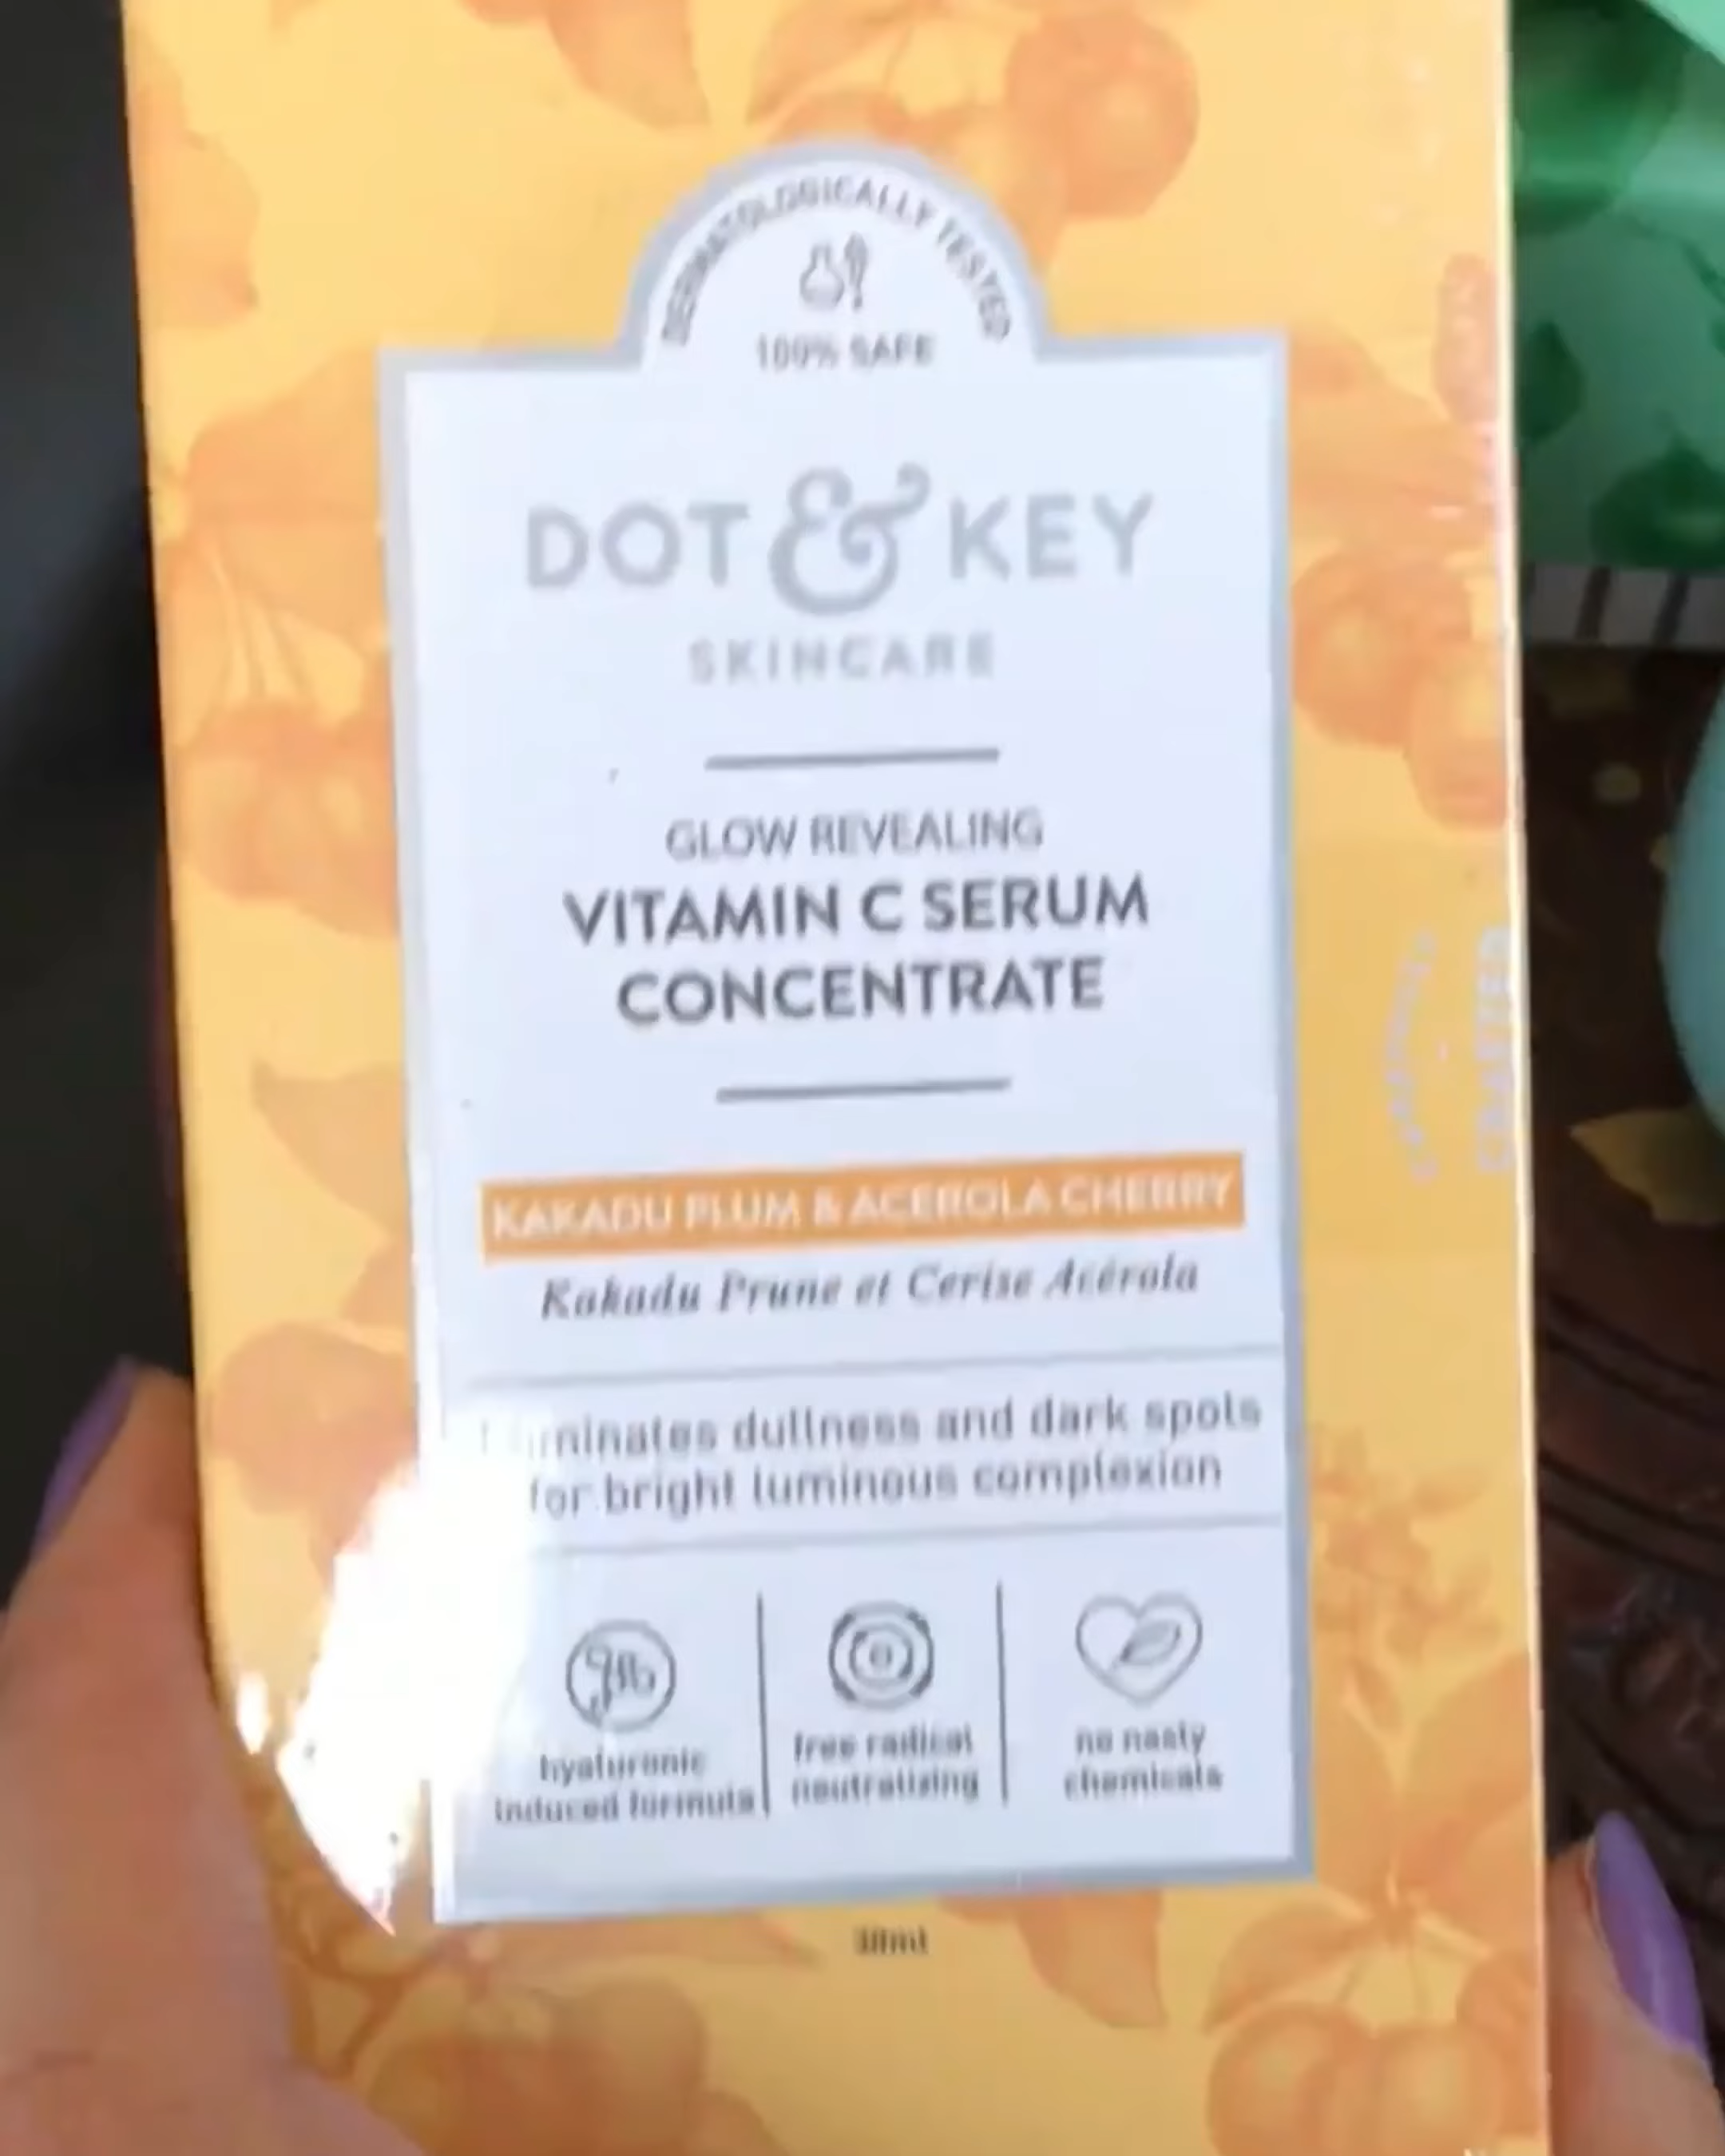 DERMATOLOGICALLY TESTED
100% SAFE
DOT & KEY
SKINCARE
GLOW REVEALING
VITAMIN C SERUM
CONCENTRATE
KAKADU PLUM & ACEROLA CHERRY
Kakadu Prune et Cerise Acérola
dullness and dark spots
for bright luminous complexion
hyaluronic
induced formula
free radical
neutralizing
no nasty
chemicals